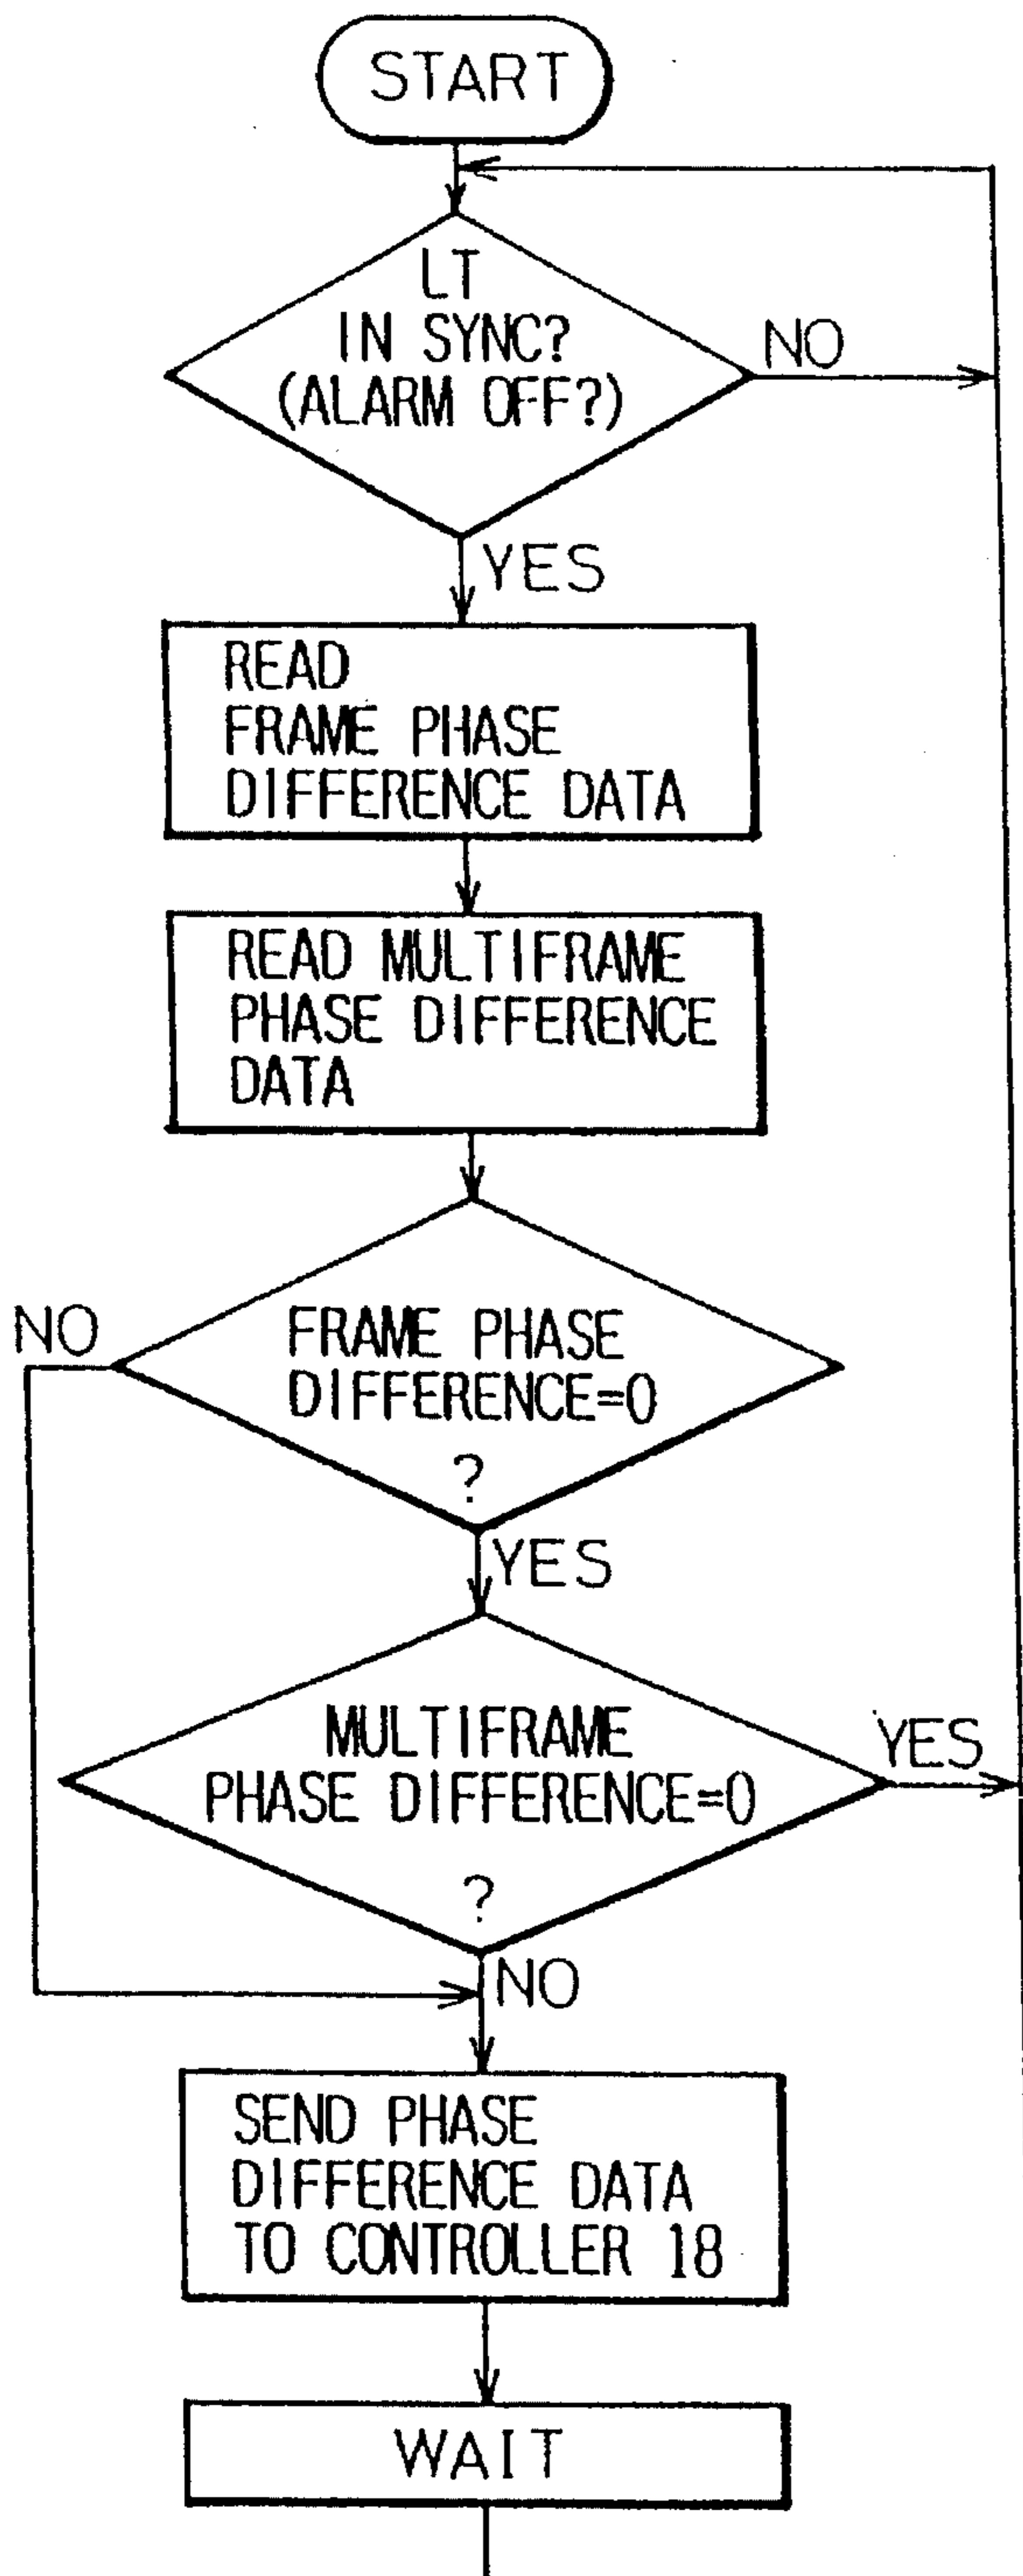 START
LT
IN SYNC?
(ALARM OFF?)
NO
YES
READ
FRAME PHASE
DIFFERENCE DATA
READ MULTIFRAME
PHASE DIFFERENCE
DATA
NO
FRAME PHASE
DIFFERENCE=0
?
YES
MULTIFRAME
PHASE DIFFERENCE=0
?
YES
NO
SEND PHASE
DIFFERENCE DATA
TO CONTROLLER 18
WAIT